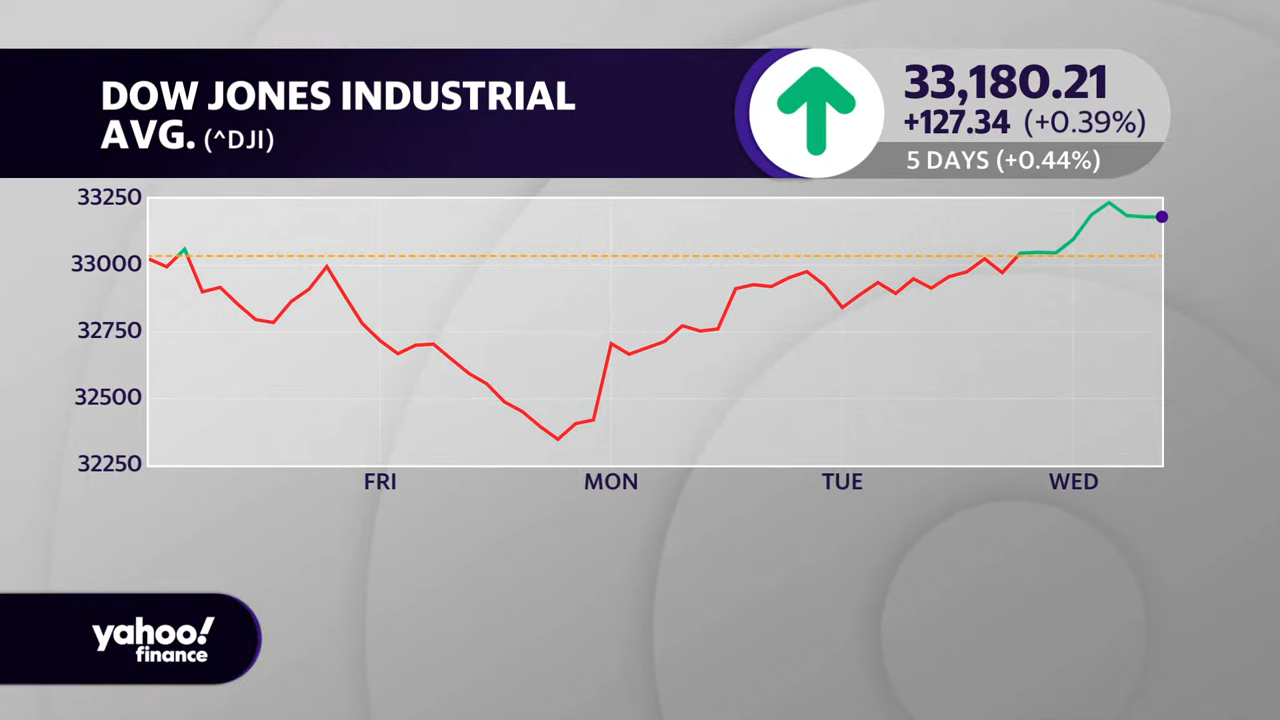 DOW JONES INDUSTRIAL
AVG. (^DJI)
33,180.21
+127.34 (+0.39%)
5 DAYS (+0.44%)
33250
33000
32750
32500
32250
FRI MON TUE WED
yahoo!
finance